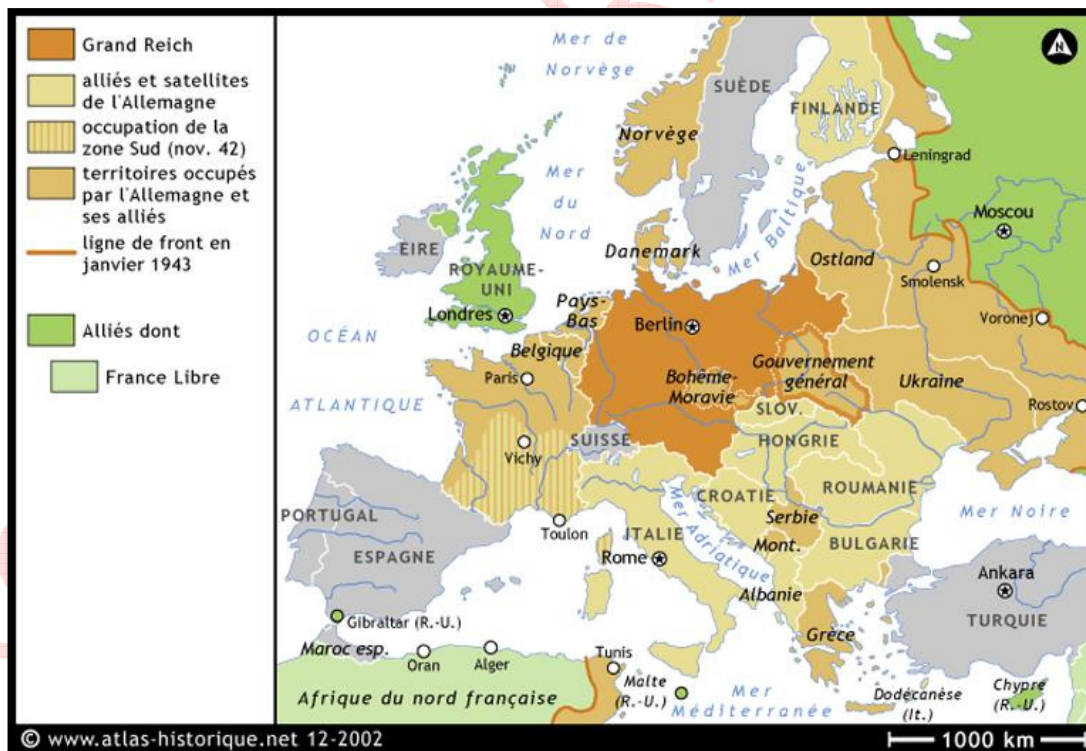 Grand Reich
alliés et satellites
de l'Allemagne
occupation de la
zone Sud (nov. 42)
territoires occupés
par l'Allemagne et
ses alliés
ligne de front en
janvier 1943
Alliés dont
France Libre
Mer de
Norvège
N
SUÈDE
FINLANDE
Norvège
Leningrad
Mer
du
Nord
Mer Baltique
Moscou
ÉIRE
ROYAUME-
UNI
Danemark
Ostland
Smolensk
Londres
Pays-
Bas
Berlin
Voronej
OCÉAN
ATLANTIQUE
Belgique
Paris
Bohême-
Moravie
Gouvernement
général
Ukraine
Rostov
Vichy
SUISSE
SLOV.
HONGRIE
PORTUGAL
ESPAGNE
Toulon
ITALIE
CROATIE
Mer Adriatique
ROUMANIE
Serbie
Mer Noire
Rome
Mont.
BULGARIE
Albanie
Ankara
TURQUIE
Gibraltar (R.-U.)
Maroc esp.
Oran
Alger
Tunis
Grèce
Afrique du nord française
Malte
(R.-U.)
Mer
Méditerranée
Dodécanèse
(It.)
Chypre
(R.-U.)
© www.atlas-historique.net 12-2002
1000 km